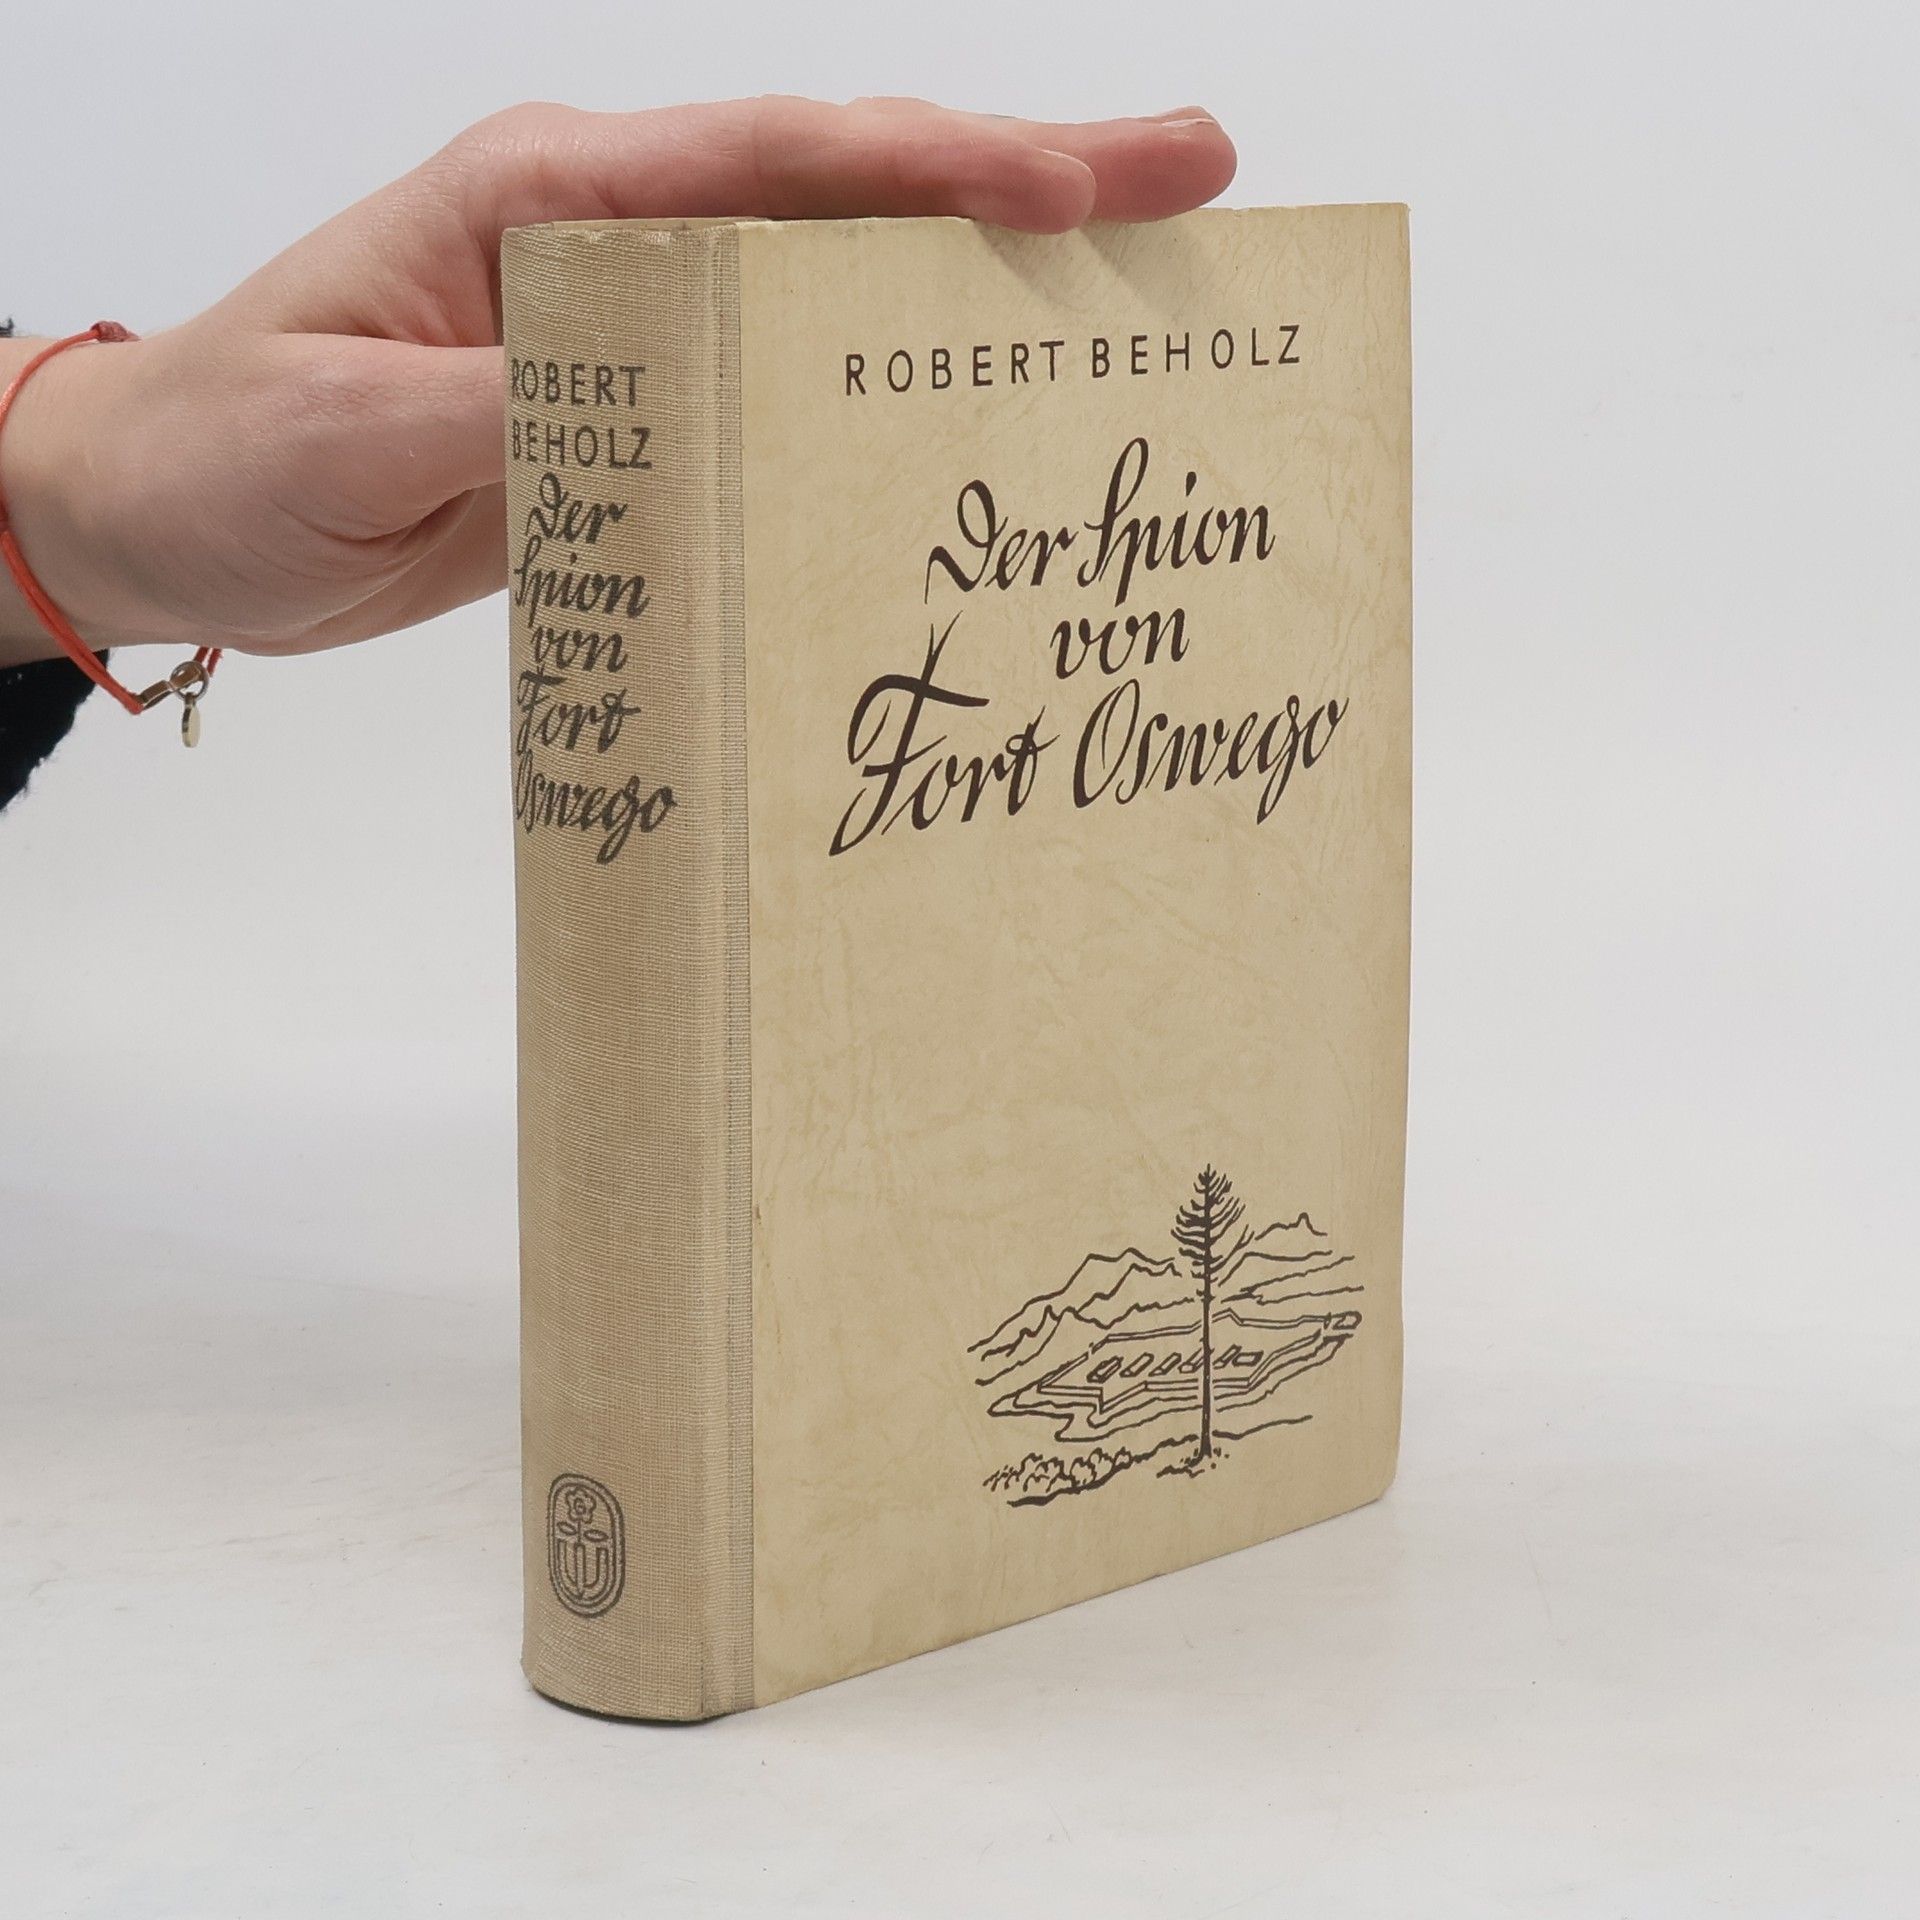 ROBERT
BEHOLZ
Der
Spion
von
Fort
Oswego
ROBERT BEHOLZ
Der Spion
von
Fort Oswego